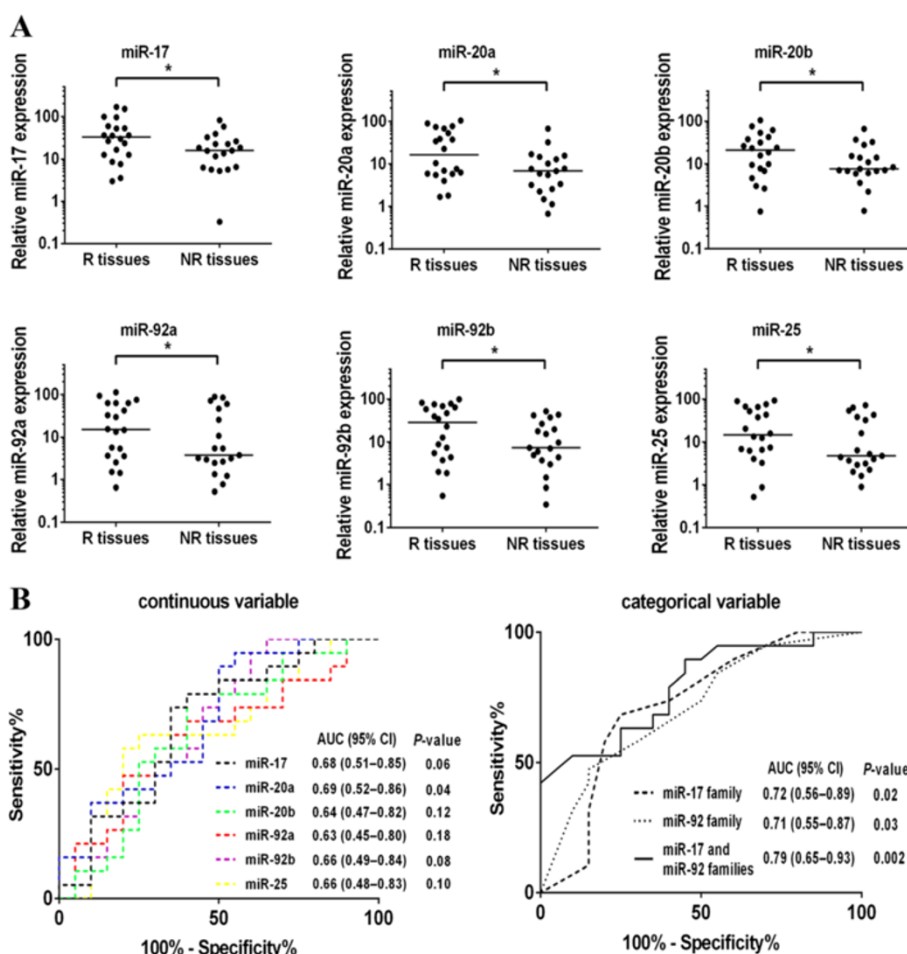 A
miR-17
*
Relative miR-17 expression
100
10
1
0.1
R tissues
NR tissues
miR-20a
*
Relative miR-20a expression
100
10
1
0.1
R tissues
NR tissues
miR-20b
*
Relative miR-20b expression
100
10
1
0.1
R tissues
NR tissues
miR-92a
*
Relative miR-92a expression
100
10
1
0.1
R tissues
NR tissues
miR-92b
*
Relative miR-92b expression
100
10
1
0.1
R tissues
NR tissues
miR-25
*
Relative miR-25 expression
100
10
1
0.1
R tissues
NR tissues
B
continuous variable
Sensitivity%
100
50
0
0
50
100
100% - Specificity%
AUC (95% CI) P-value
miR-17 0.68 (0.51–0.85) 0.06
miR-20a 0.69 (0.52–0.86) 0.04
miR-20b 0.64 (0.47–0.82) 0.12
miR-92a 0.63 (0.45–0.80) 0.18
miR-92b 0.66 (0.49–0.84) 0.08
miR-25 0.66 (0.48–0.83) 0.10
categorical variable
Sensitivity%
100
50
0
0
50
100
100% - Specificity%
AUC (95% CI) P-value
miR-17 family 0.72 (0.56–0.89) 0.02
miR-92 family 0.71 (0.55–0.87) 0.03
miR-17 and
miR-92 families 0.79 (0.65–0.93) 0.002